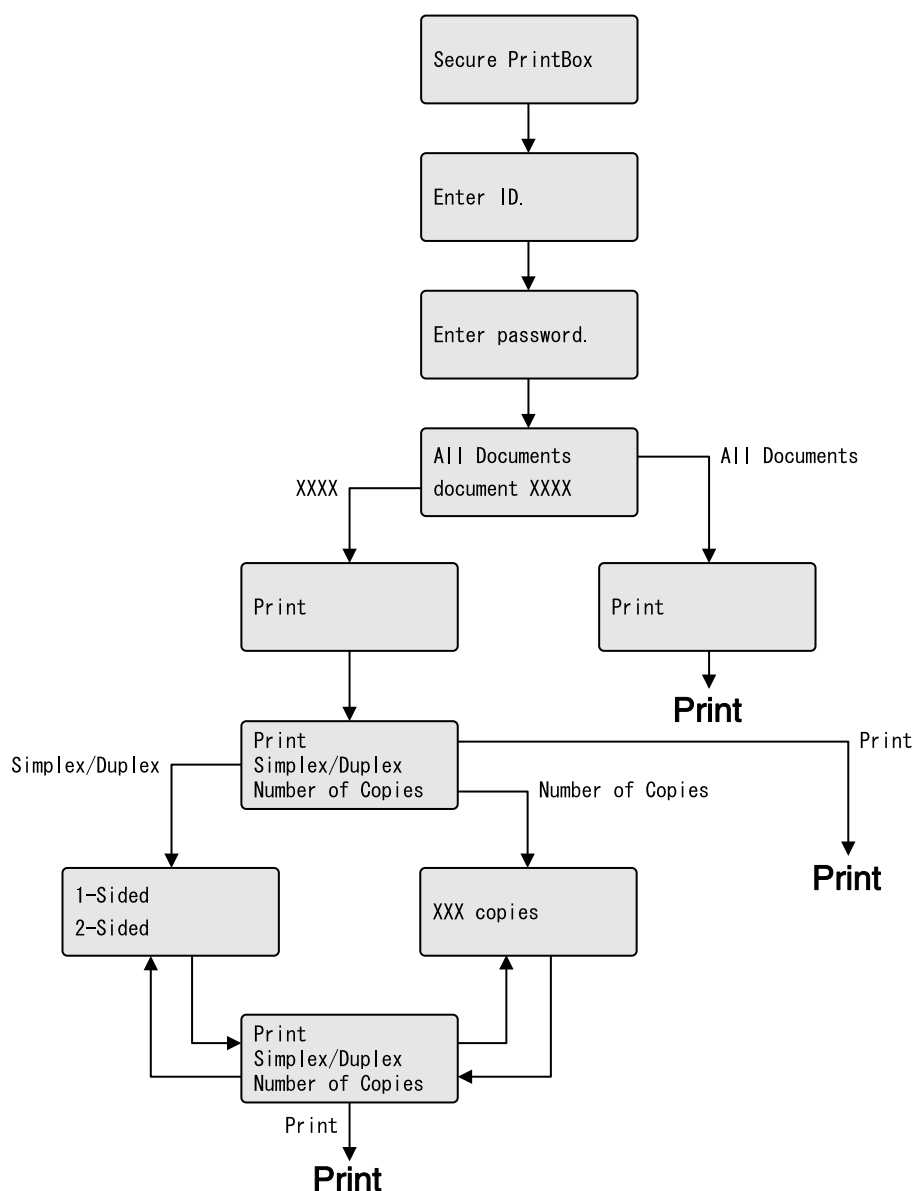 Secure PrintBox
Enter ID.
Enter password.
All Documents
document XXXX
All Documents
XXXX
Print
Print
Print
Print
Simplex/Duplex
Number of Copies
Print
Simplex/Duplex
Number of Copies
Print
1-Sided
2-Sided
XXX copies
Print
Simplex/Duplex
Number of Copies
Print
Print